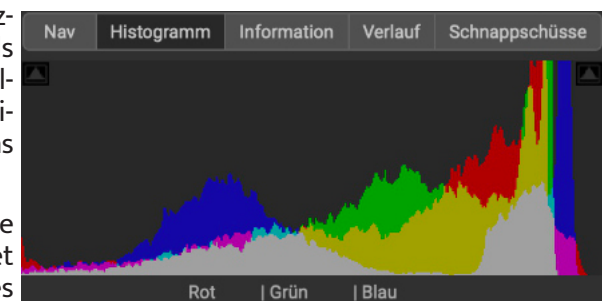 Nav Histogramm Information Verlauf Schnappschüsse
Rot | Grün | Blau